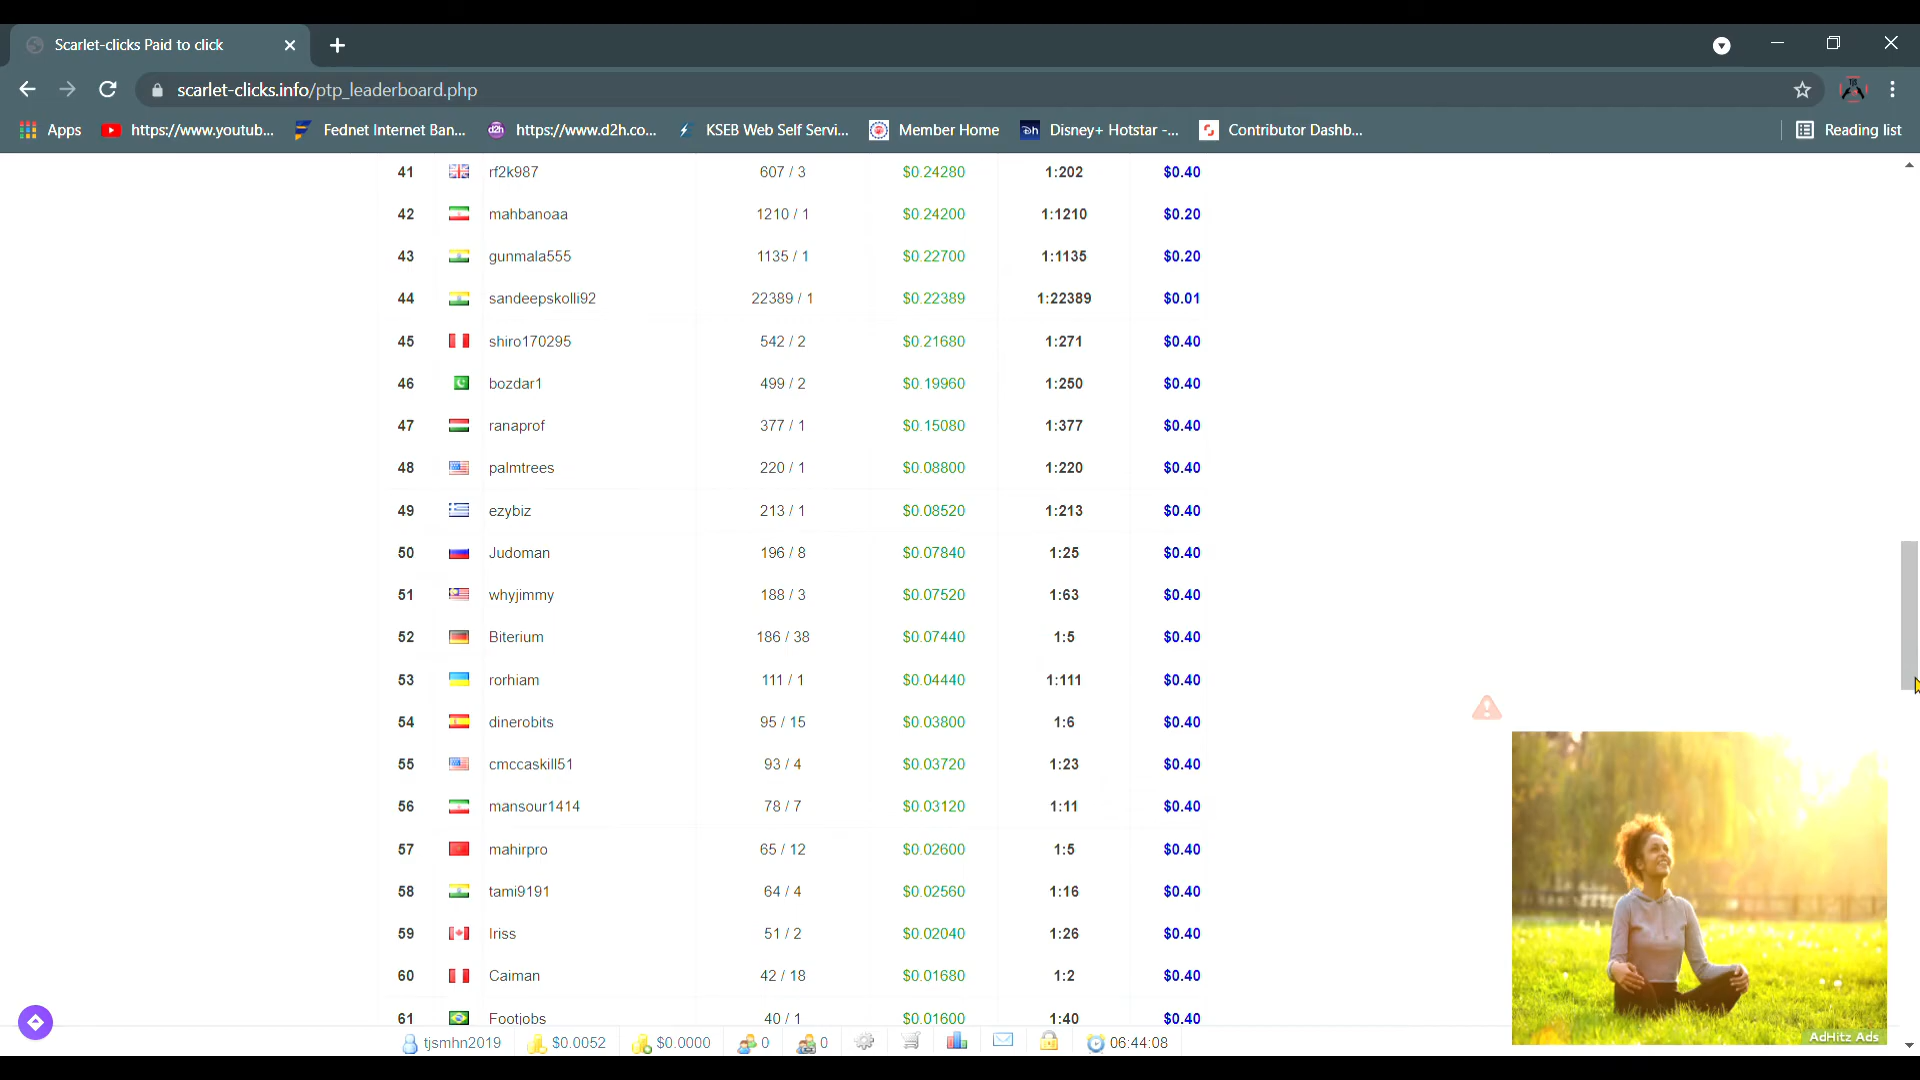 Scarlet-clicks Paid to click
scarlet-clicks.info/ptp_leaderboard.php
Apps https://www.youtub... Fednet Internet Ban... https://www.d2h.co... KSEB Web Self Servi... Member Home Disney+ Hotstar -... Contributor Dashb... Reading list
41 rf2k987 607 / 3 $0.24280 1:202 $0.40
42 mahbanoaa 1210 / 1 $0.24200 1:1210 $0.20
43 gunmala555 1135 / 1 $0.22700 1:1135 $0.20
44 sandeepskolli92 22389 / 1 $0.22389 1:22389 $0.01
45 shiro170295 542 / 2 $0.21680 1:271 $0.40
46 bozdar1 499 / 2 $0.19960 1:250 $0.40
47 ranaprof 377 / 1 $0.15080 1:377 $0.40
48 palmtrees 220 / 1 $0.08800 1:220 $0.40
49 ezybiz 213 / 1 $0.08520 1:213 $0.40
50 Judoman 196 / 8 $0.07840 1:25 $0.40
51 whyjimmy 188 / 3 $0.07520 1:63 $0.40
52 Biterium 186 / 38 $0.07440 1:5 $0.40
53 rorhiam 111 / 1 $0.04440 1:111 $0.40
54 dinerobits 95 / 15 $0.03800 1:6 $0.40
55 cmccaskill51 93 / 4 $0.03720 1:23 $0.40
56 mansour1414 78 / 7 $0.03120 1:11 $0.40
57 mahirpro 65 / 12 $0.02600 1:5 $0.40
58 tami9191 64 / 4 $0.02560 1:16 $0.40
59 Iriss 51 / 2 $0.02040 1:26 $0.40
60 Caiman 42 / 18 $0.01680 1:2 $0.40
61 Footjobs 40 / 1 $0.01600 1:40 $0.40
tjsmhn2019 $0.0052 $0.0000 0 0 06:44:08
AdHitz Ads